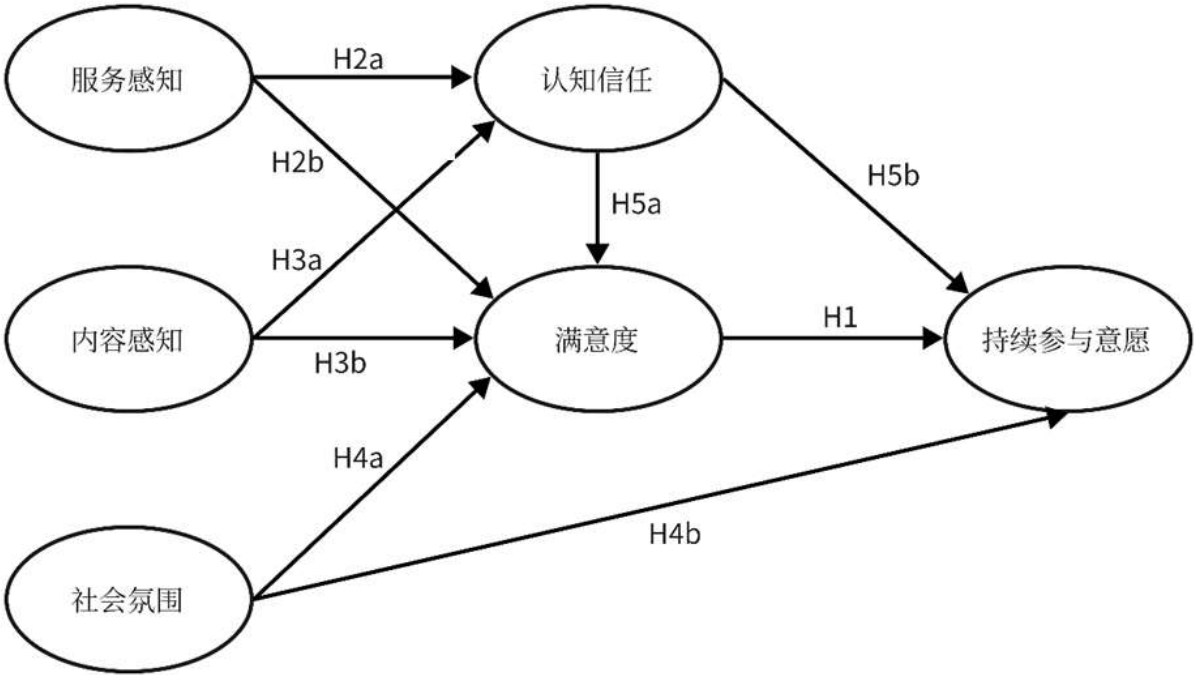 服务感知
H2a
认知信任
H2b
H5b
H5a
H3a
内容感知
H3b
满意度
H1
持续参与意愿
H4a
H4b
社会氛围